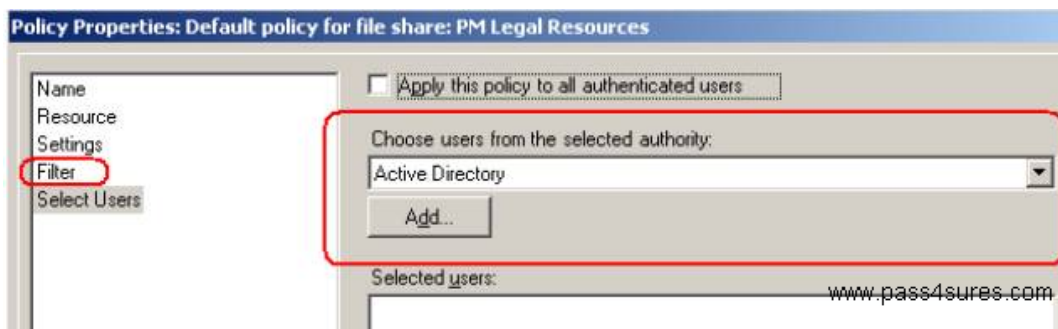 Policy Properties: Default policy for file share: PM Legal Resources
Name
Resource
Settings
Filter
Select Users
Apply this policy to all authenticated users
Choose users from the selected authority:
Active Directory
Add...
Selected users:
www.pass4sures.com